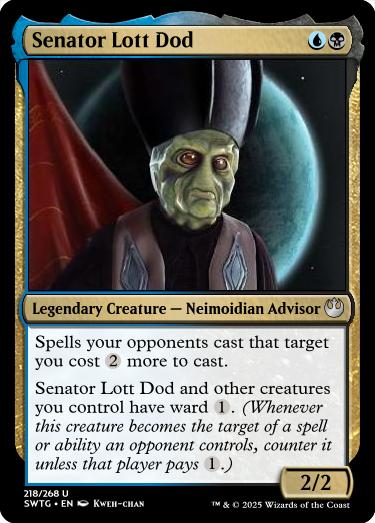 Senator Lott Dod
Legendary Creature — Neimoidian Advisor
Spells your opponents cast that target
you cost 2 more to cast.
Senator Lott Dod and other creatures
you control have ward 1. (Whenever
this creature becomes the target of a spell
or ability an opponent controls, counter it
unless that player pays 1.)
2/2
218/268 U
SWTG • EN Kweh-chan
™ & © 2025 Wizards of the Coast